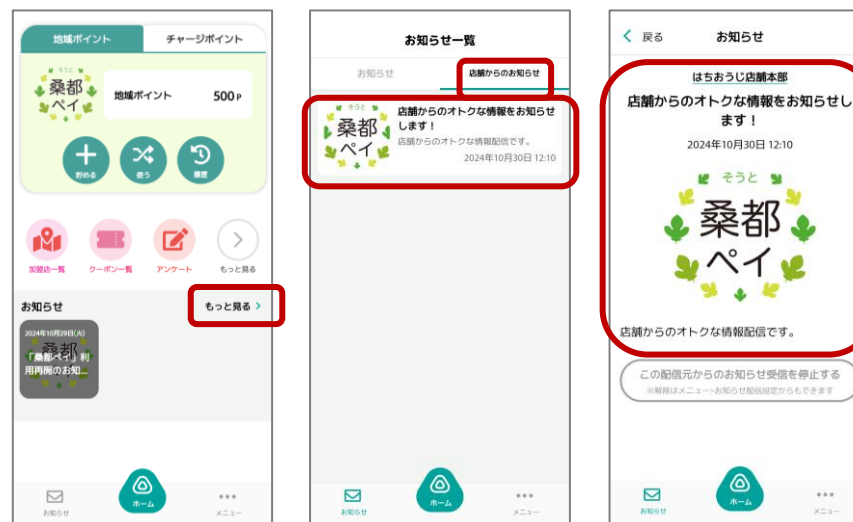 地域ポイント
チャージポイント
そうと
桑都
ペイ
地域ポイント
500 P
貯める
使う
履歴
加盟店一覧
クーポン一覧
アンケート
もっと見る
お知らせ
もっと見る >
2024年10月29日(火)
「桑都ペイ」利
用再開のお知...
お知らせ
ホーム
メニュー
お知らせ一覧
お知らせ
店舗からのお知らせ
そうと
桑都
ペイ
店舗からのオトクな情報をお知らせ
します！
店舗からのオトクな情報配信です。
2024年10月30日 12:10
お知らせ
ホーム
メニュー
戻る
お知らせ
はちおうじ店舗本部
店舗からのオトクな情報をお知らせし
ます！
2024年10月30日 12:10
そうと
桑都
ペイ
店舗からのオトクな情報配信です。
この配信元からのお知らせ受信を停止する
※解除はメニュー>お知らせ配信設定からもできます
お知らせ
ホーム
メニュー